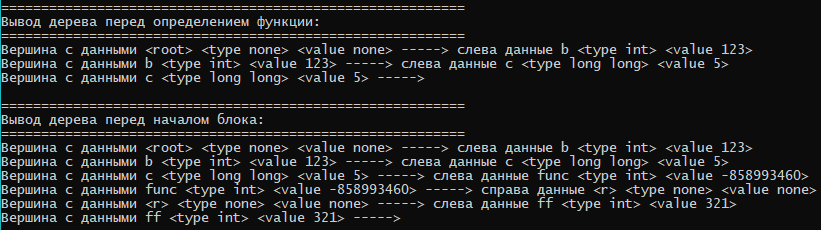 ==========================================================
Вывод дерева перед определением функции:
==========================================================
Вершина с данными <root> <type none> <value none> -----> слева данные b <type int> <value 123>
Вершина с данными b <type int> <value 123> -----> слева данные c <type long long> <value 5>
Вершина с данными c <type long long> <value 5> ----->
==========================================================
Вывод дерева перед началом блока:
==========================================================
Вершина с данными <root> <type none> <value none> -----> слева данные b <type int> <value 123>
Вершина с данными b <type int> <value 123> -----> слева данные c <type long long> <value 5>
Вершина с данными c <type long long> <value 5> -----> слева данные func <type int> <value -858993460>
Вершина с данными func <type int> <value -858993460> -----> справа данные <r> <type none> <value none>
Вершина с данными <r> <type none> <value none> -----> слева данные ff <type int> <value 321>
Вершина с данными ff <type int> <value 321> ----->